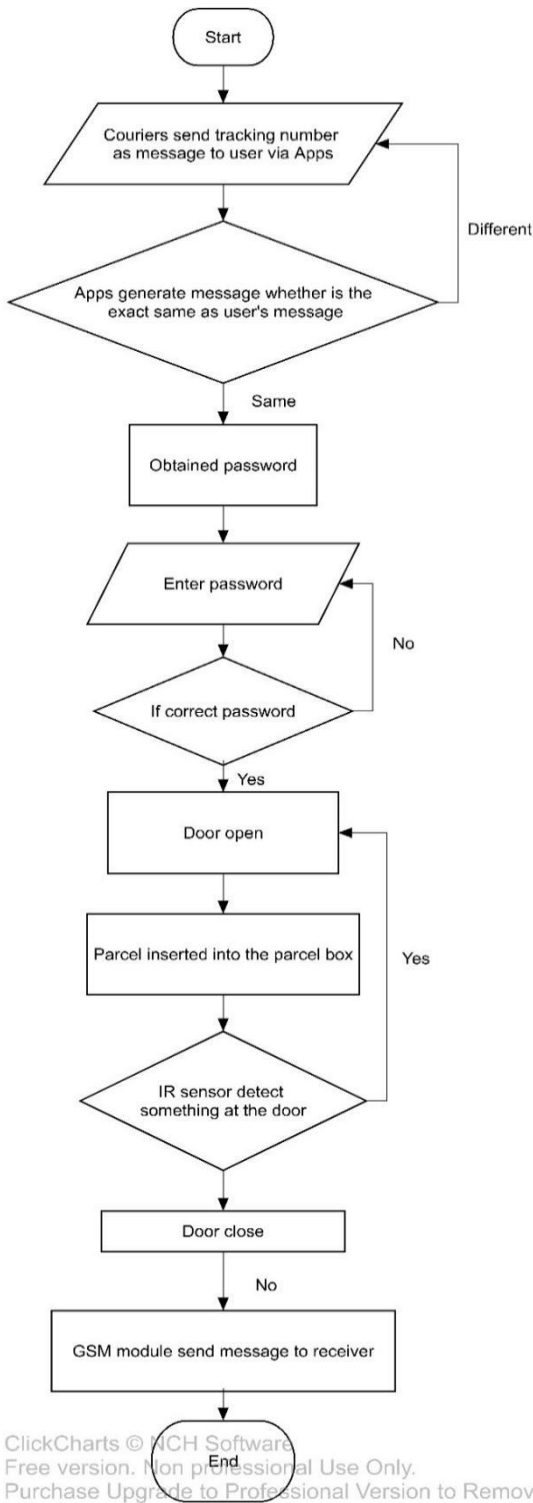 Start
Couriers send tracking number
as message to user via Apps
Different
Apps generate message whether is the
exact same as user's message
Same
Obtained password
Enter password
No
If correct password
Yes
Door open
Parcel inserted into the parcel box
Yes
IR sensor detect
something at the door
Door close
No
GSM module send message to receiver
ClickCharts © NCH Software
End
Free version. Non professional Use Only.
Purchase Upgrade to Professional Version to Remov